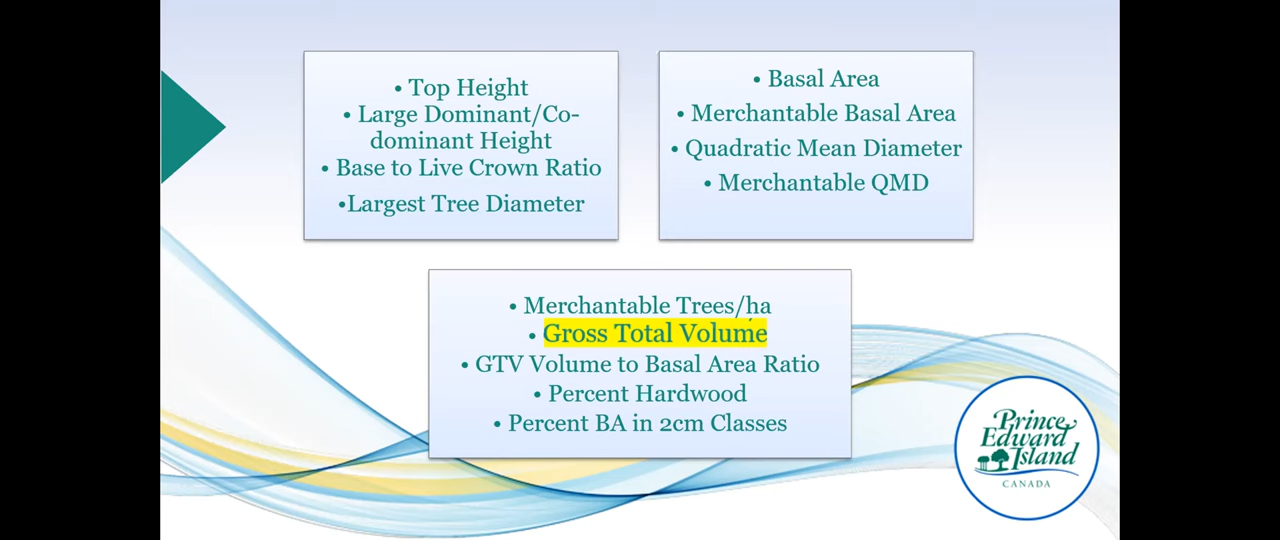 • Top Height
• Large Dominant/Co-
dominant Height
• Base to Live Crown Ratio
•Largest Tree Diameter
• Basal Area
• Merchantable Basal Area
• Quadratic Mean Diameter
• Merchantable QMD
• Merchantable Trees/ha
• Gross Total Volume
• GTV Volume to Basal Area Ratio
• Percent Hardwood
• Percent BA in 2cm Classes
Prince
Edward
Island
CANADA